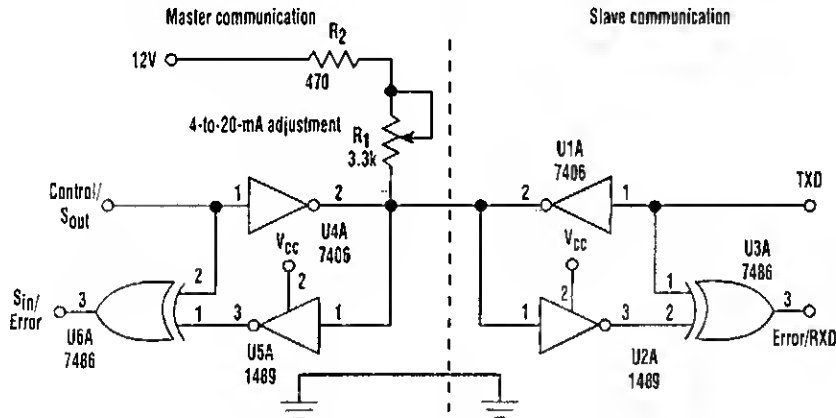 Master communication
Slave communication
R2
12V
470
4-to-20-mA adjustment
R1
3.3k
U1A
7406
Control/
Sout
1
2
2
1
TXD
U4A
7406
Vcc
2
Vcc
2
U3A
7486
Sin/
Error
3
2
1
3
1
1
3
1
2
3
U6A
7486
U5A
1489
U2A
1489
Error/RXD